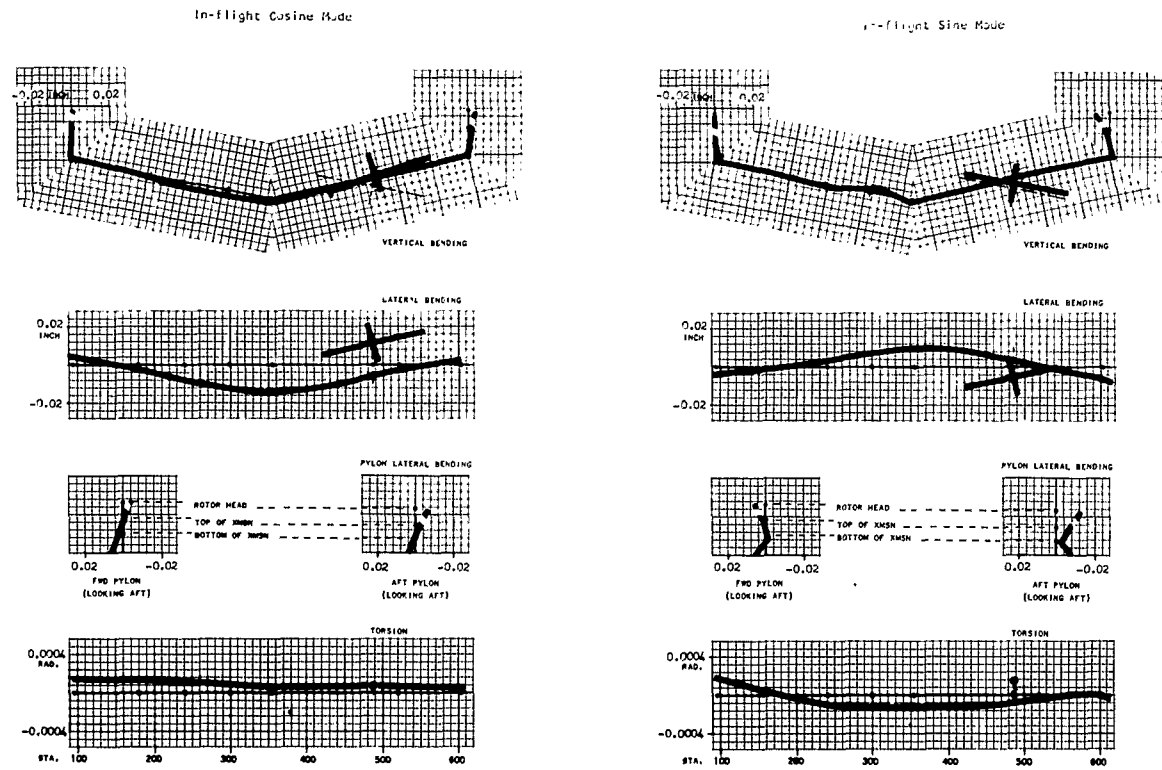 In-flight Cosine Mode
-0.02 INCH 0.02
VERTICAL BENDING
LATERAL BENDING
0.02
INCH
-0.02
PYLON LATERAL BENDING
ROTOR HEAD
TOP OF XMSN
BOTTOM OF XMSN
0.02 -0.02 0.02 -0.02
FWD PYLON AFT PYLON
(LOOKING AFT) (LOOKING AFT)
TORSION
0.0004
RAD.
-0.0004
STA. 100 200 300 400 500 600
In-flight Sine Mode
-0.02 INCH 0.02
VERTICAL BENDING
LATERAL BENDING
0.02
INCH
-0.02
PYLON LATERAL BENDING
ROTOR HEAD
TOP OF XMSN
BOTTOM OF XMSN
0.02 -0.02 0.02 -0.02
FWD PYLON AFT PYLON
(LOOKING AFT) (LOOKING AFT)
TORSION
0.0004
RAD.
-0.0004
STA. 100 200 300 400 500 600